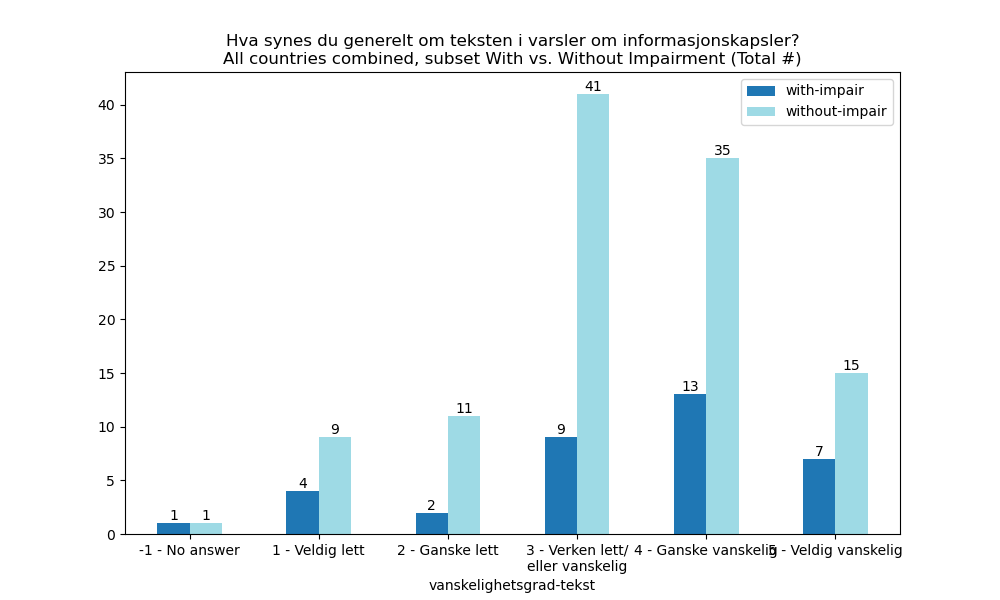 Hva synes du generelt om teksten i varsler om informasjonskapsler?
All countries combined, subset With vs. Without Impairment (Total #)
with-impair
without-impair
40
35
30
25
20
15
10
5
0
1
1
4
9
2
11
9
41
13
35
7
15
-1 - No answer
1 - Veldig lett
2 - Ganske lett
3 - Verken lett/
eller vanskelig
4 - Ganske vanskelig
5 - Veldig vanskelig
vanskelighetsgrad-tekst